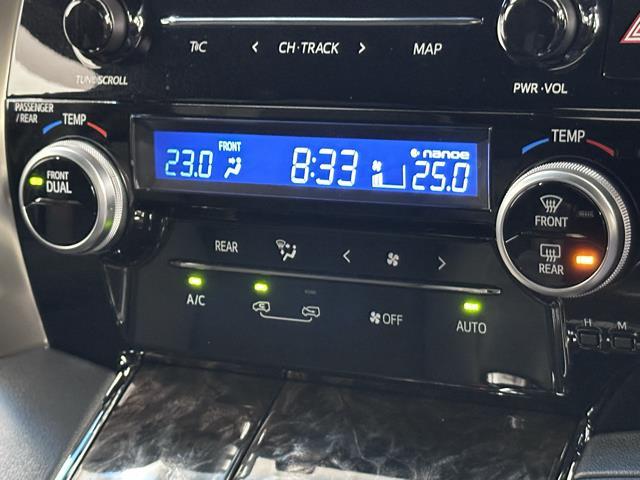 T/C CH·TRACK MAP
TUNE/SCROLL PWR·VOL
PASSENGER
/REAR
TEMP TEMP
FRONT
DUAL
FRONT nanoe
23.0 8:33 25.0
FRONT
REAR
REAR
A/C OFF AUTO
H M